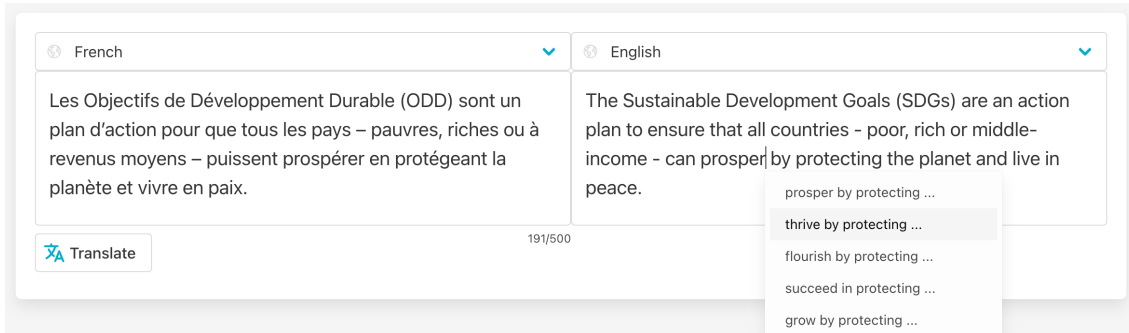 French
English
Les Objectifs de Développement Durable (ODD) sont un
plan d’action pour que tous les pays – pauvres, riches ou à
revenus moyens – puissent prospérer en protégeant la
planète et vivre en paix.
The Sustainable Development Goals (SDGs) are an action
plan to ensure that all countries - poor, rich or middle-
income - can prosper by protecting the planet and live in
peace.
prosper by protecting ...
thrive by protecting ...
flourish by protecting ...
succeed in protecting ...
grow by protecting ...
191/500
Translate